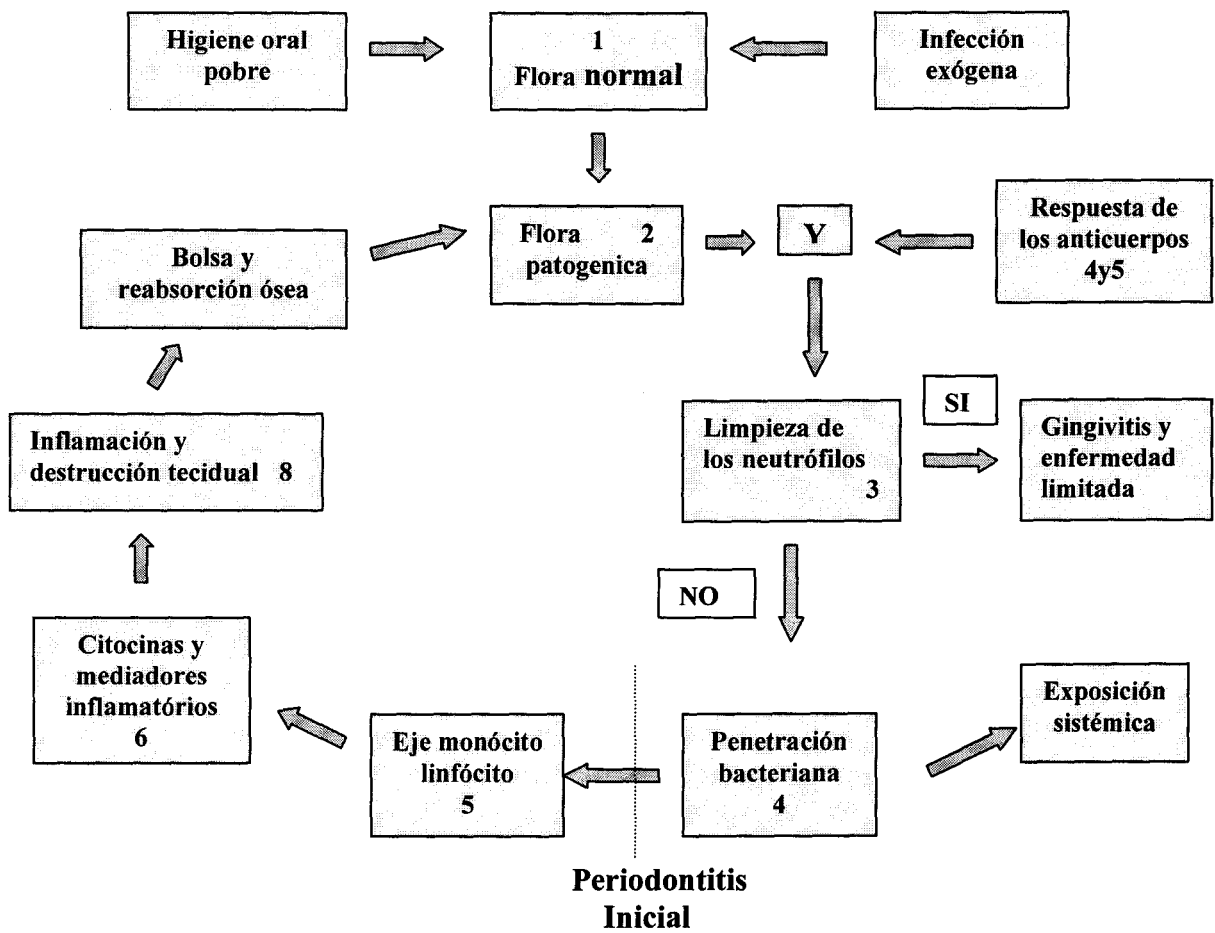 Higiene oral
pobre
1
Flora normal
Infección
exógena
Bolsa y
reabsorción ósea
Flora 2
patogenica
Y
Respuesta de
los anticuerpos
4y5
Inflamación y
destrucción tecidual 8
Limpieza de
los neutrófilos
3
SI
Gingivitis y
enfermedad
limitada
NO
Citocinas y
mediadores
inflamatórios
6
Eje monócito
linfócito
5
Penetración
bacteriana
4
Exposición
sistémica
Periodontitis
Inicial